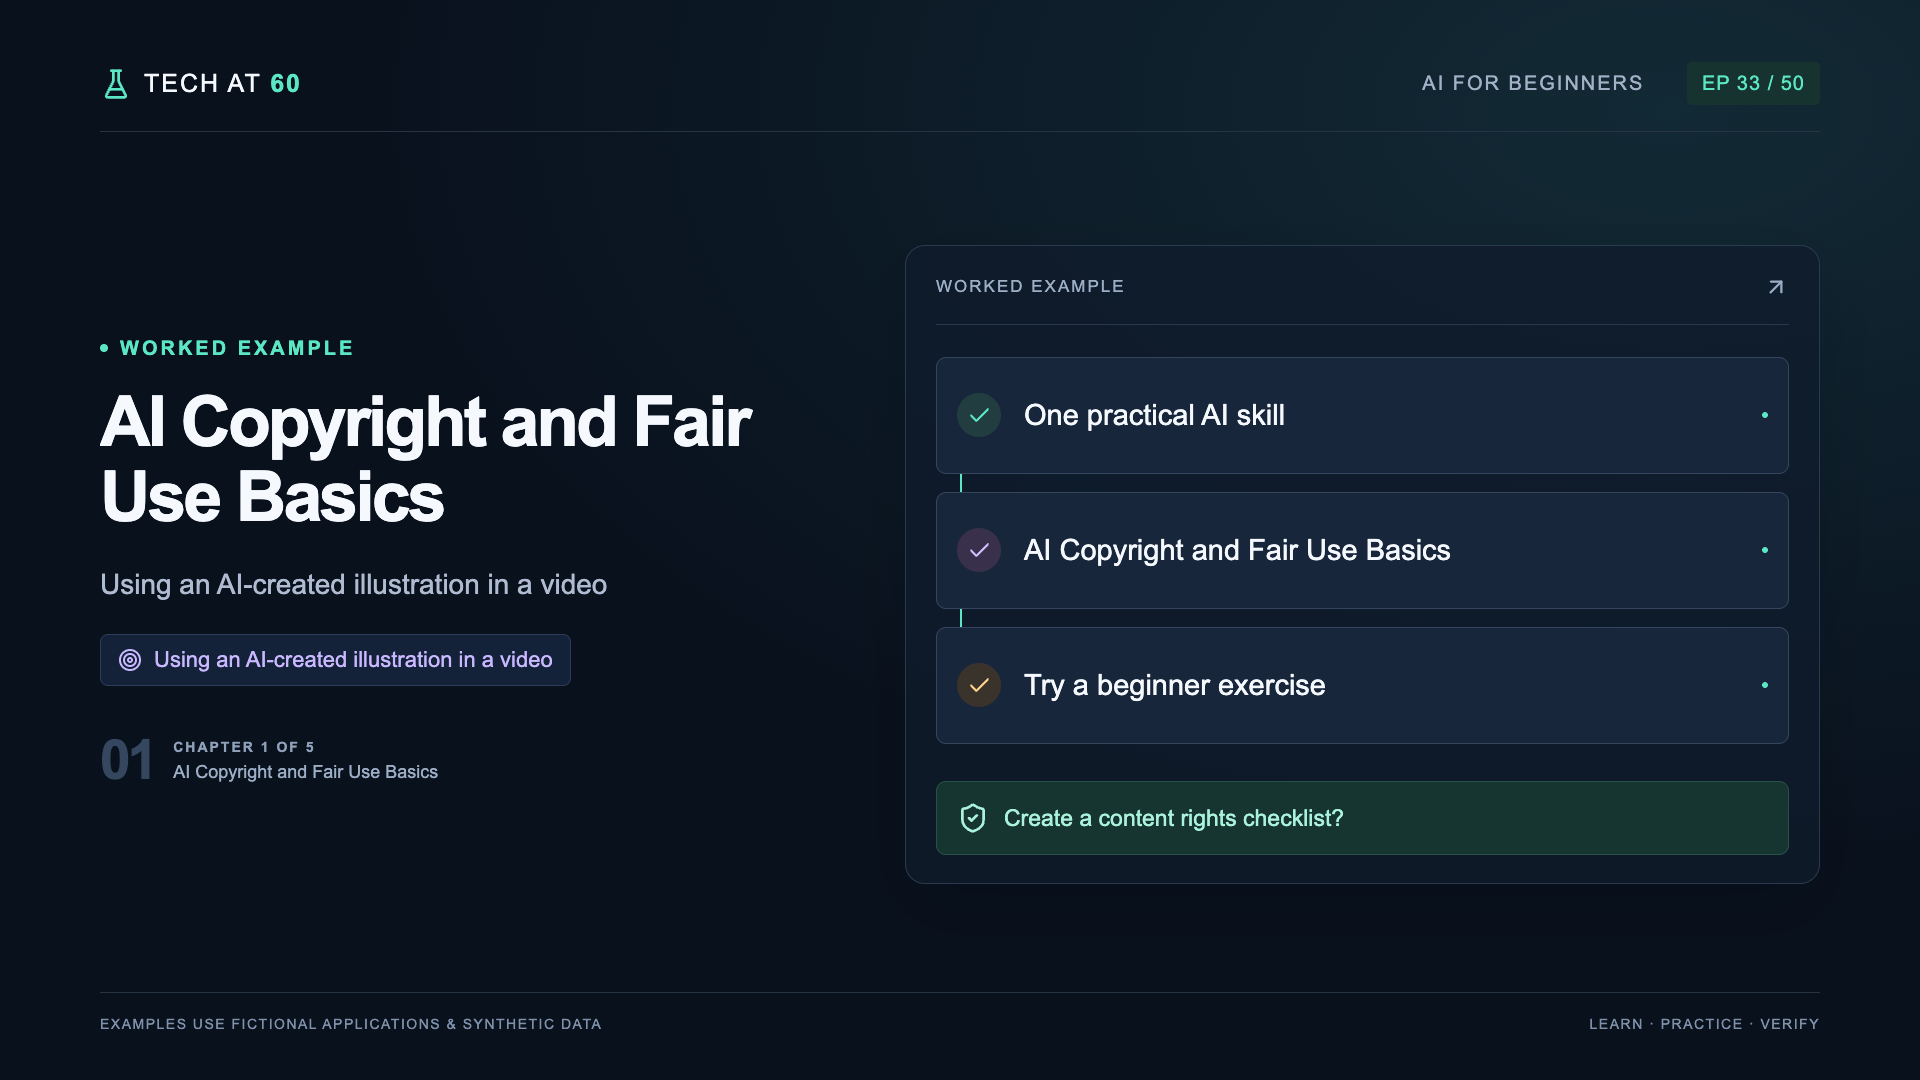 TECH AT 60
AI FOR BEGINNERS
EP 33 / 50
WORKED EXAMPLE
AI Copyright and Fair
Use Basics
Using an AI-created illustration in a video
Using an AI-created illustration in a video
01
CHAPTER 1 OF 5
AI Copyright and Fair Use Basics
WORKED EXAMPLE
One practical AI skill
AI Copyright and Fair Use Basics
Try a beginner exercise
Create a content rights checklist?
EXAMPLES USE FICTIONAL APPLICATIONS & SYNTHETIC DATA
LEARN · PRACTICE · VERIFY